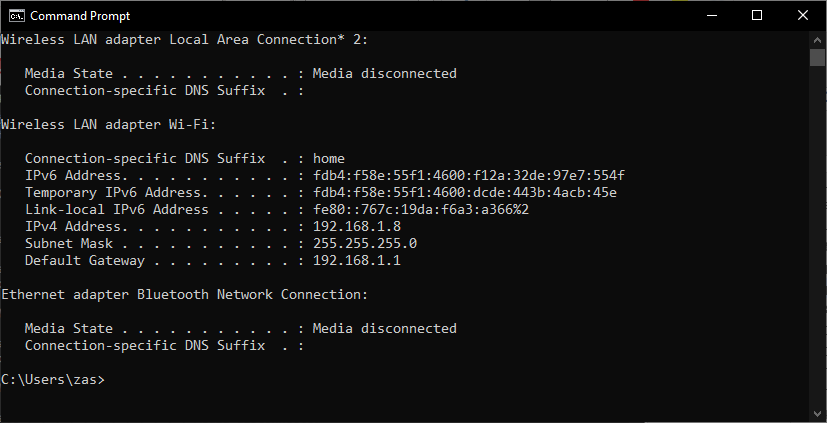 Command Prompt
Wireless LAN adapter Local Area Connection* 2:
   Media State . . . . . . . . . . . : Media disconnected
   Connection-specific DNS Suffix  . :
Wireless LAN adapter Wi-Fi:
   Connection-specific DNS Suffix  . : home
   IPv6 Address. . . . . . . . . . . : fdb4:f58e:55f1:4600:f12a:32de:97e7:554f
   Temporary IPv6 Address. . . . . . : fdb4:f58e:55f1:4600:dcde:443b:4acb:45e
   Link-local IPv6 Address . . . . . : fe80::767c:19da:f6a3:a366%2
   IPv4 Address. . . . . . . . . . . : 192.168.1.8
   Subnet Mask . . . . . . . . . . . : 255.255.255.0
   Default Gateway . . . . . . . . . : 192.168.1.1
Ethernet adapter Bluetooth Network Connection:
   Media State . . . . . . . . . . . : Media disconnected
   Connection-specific DNS Suffix  . :
C:\Users\zas>